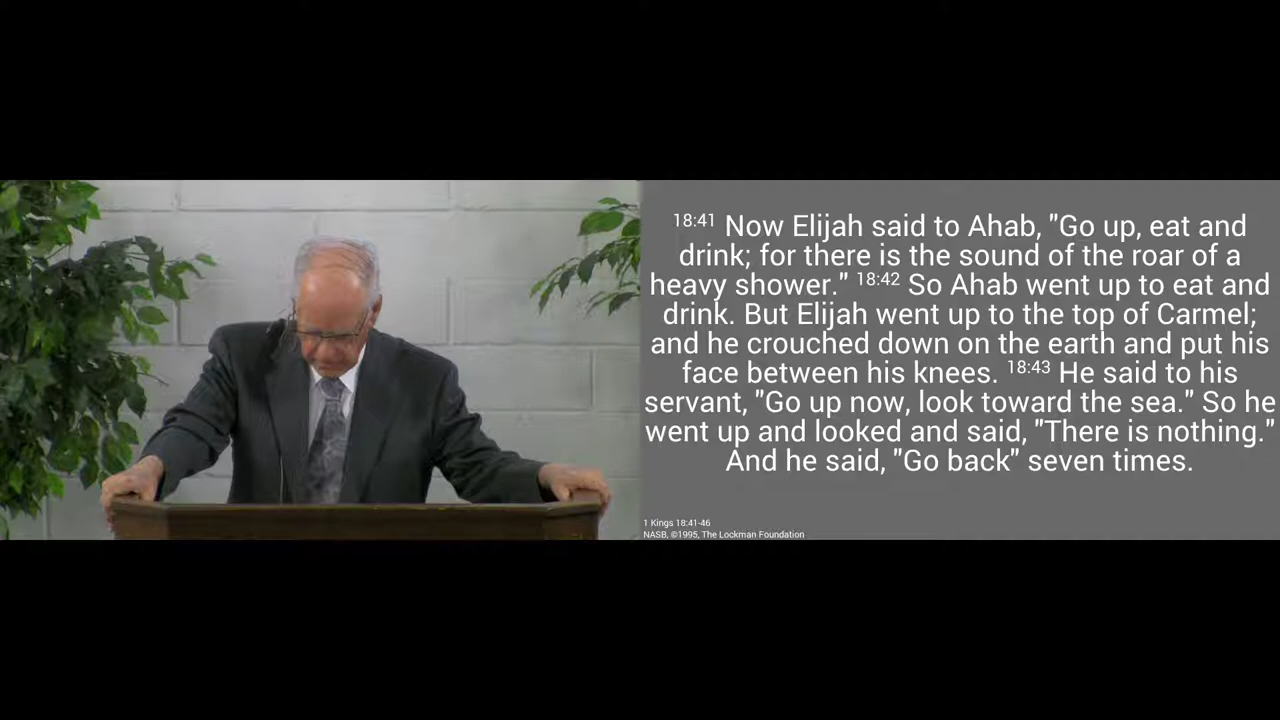 18:41 Now Elijah said to Ahab, "Go up, eat and
drink; for there is the sound of the roar of a
heavy shower." 18:42 So Ahab went up to eat and
drink. But Elijah went up to the top of Carmel;
and he crouched down on the earth and put his
face between his knees. 18:43 He said to his
servant, "Go up now, look toward the sea." So he
went up and looked and said, "There is nothing."
And he said, "Go back" seven times.
1 Kings 18:41-46
NASB, ©1995, The Lockman Foundation